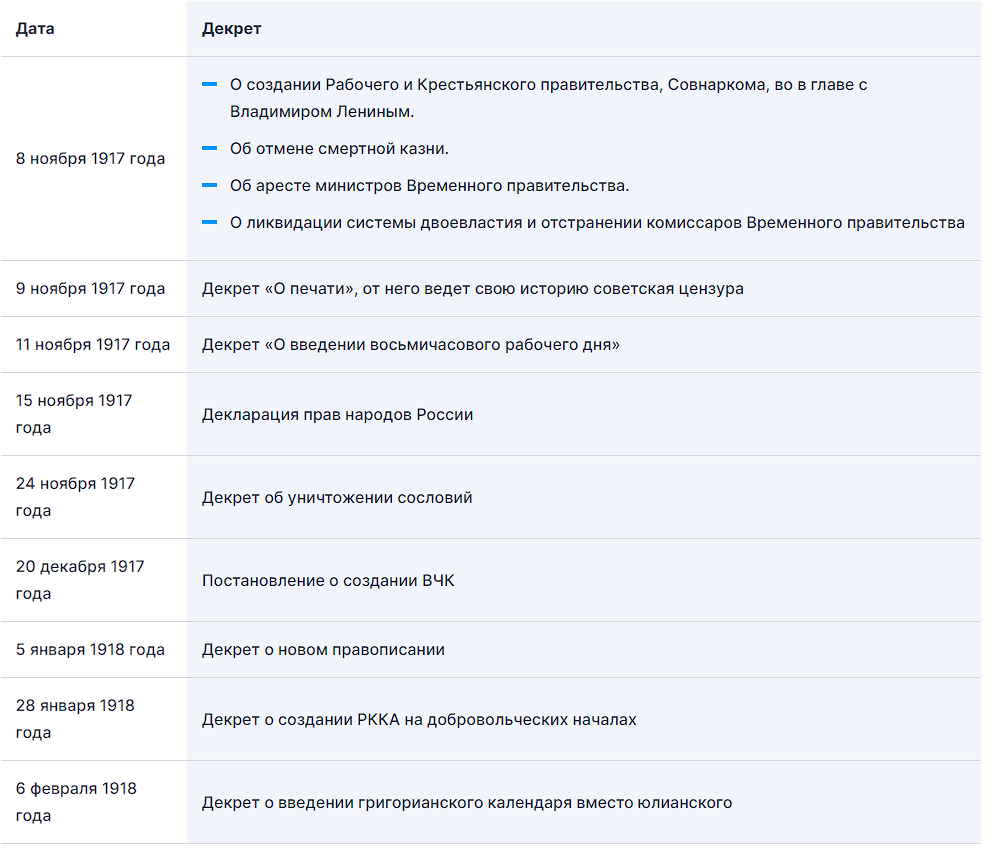 Дата
Декрет
8 ноября 1917 года
О создании Рабочего и Крестьянского правительства, Совнаркома, во в главе с
Владимиром Лениным.
Об отмене смертной казни.
Об аресте министров Временного правительства.
О ликвидации системы двоевластия и отстранении комиссаров Временного правительства
9 ноября 1917 года
Декрет «О печати», от него ведет свою историю советская цензура
11 ноября 1917 года
Декрет «О введении восьмичасового рабочего дня»
15 ноября 1917
года
Декларация прав народов России
24 ноября 1917
года
Декрет об уничтожении сословий
20 декабря 1917
года
Постановление о создании ВЧК
5 января 1918 года
Декрет о новом правописании
28 января 1918
года
Декрет о создании РККА на добровольческих началах
6 февраля 1918
года
Декрет о введении григорианского календаря вместо юлианского